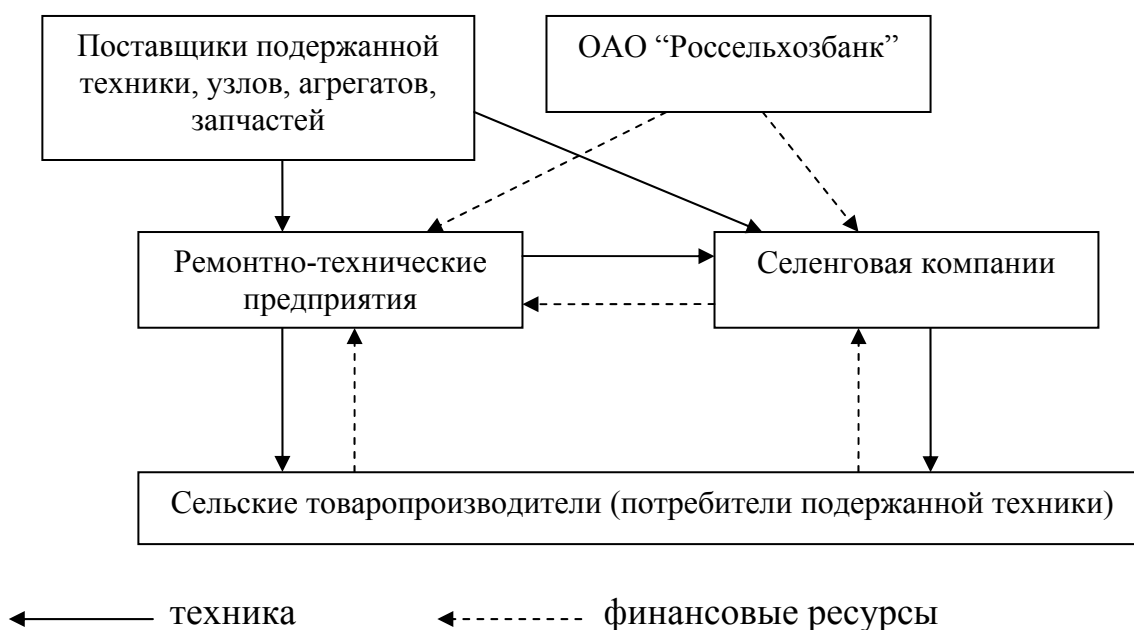 Поставщики подержанной
техники, узлов, агрегатов,
запчастей
ОАО “Россельхозбанк”
Ремонтно-технические
предприятия
Селенговая компании
Сельские товаропроизводители (потребители подержанной техники)
техника
финансовые ресурсы